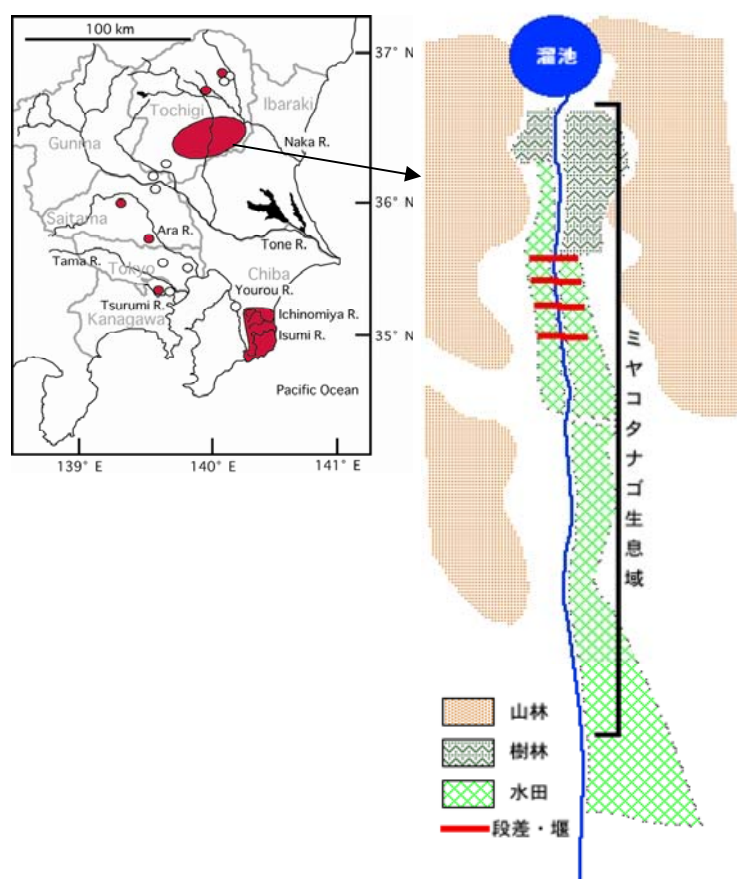 100 km
37° N
Tochigi
Ibaraki
Gunma
Naka R.
36° N
Saitama
Ara R.
Tone R.
Tama R.
Tokyo
Chiba
Yourou R.
Tsurumi R.
Ichinomiya R.
Kanagawa
Isumi R.
35° N
Pacific Ocean
139° E
140° E
141° E
溜池
ミヤコタナゴ生息域
山林
樹林
水田
段差・堰